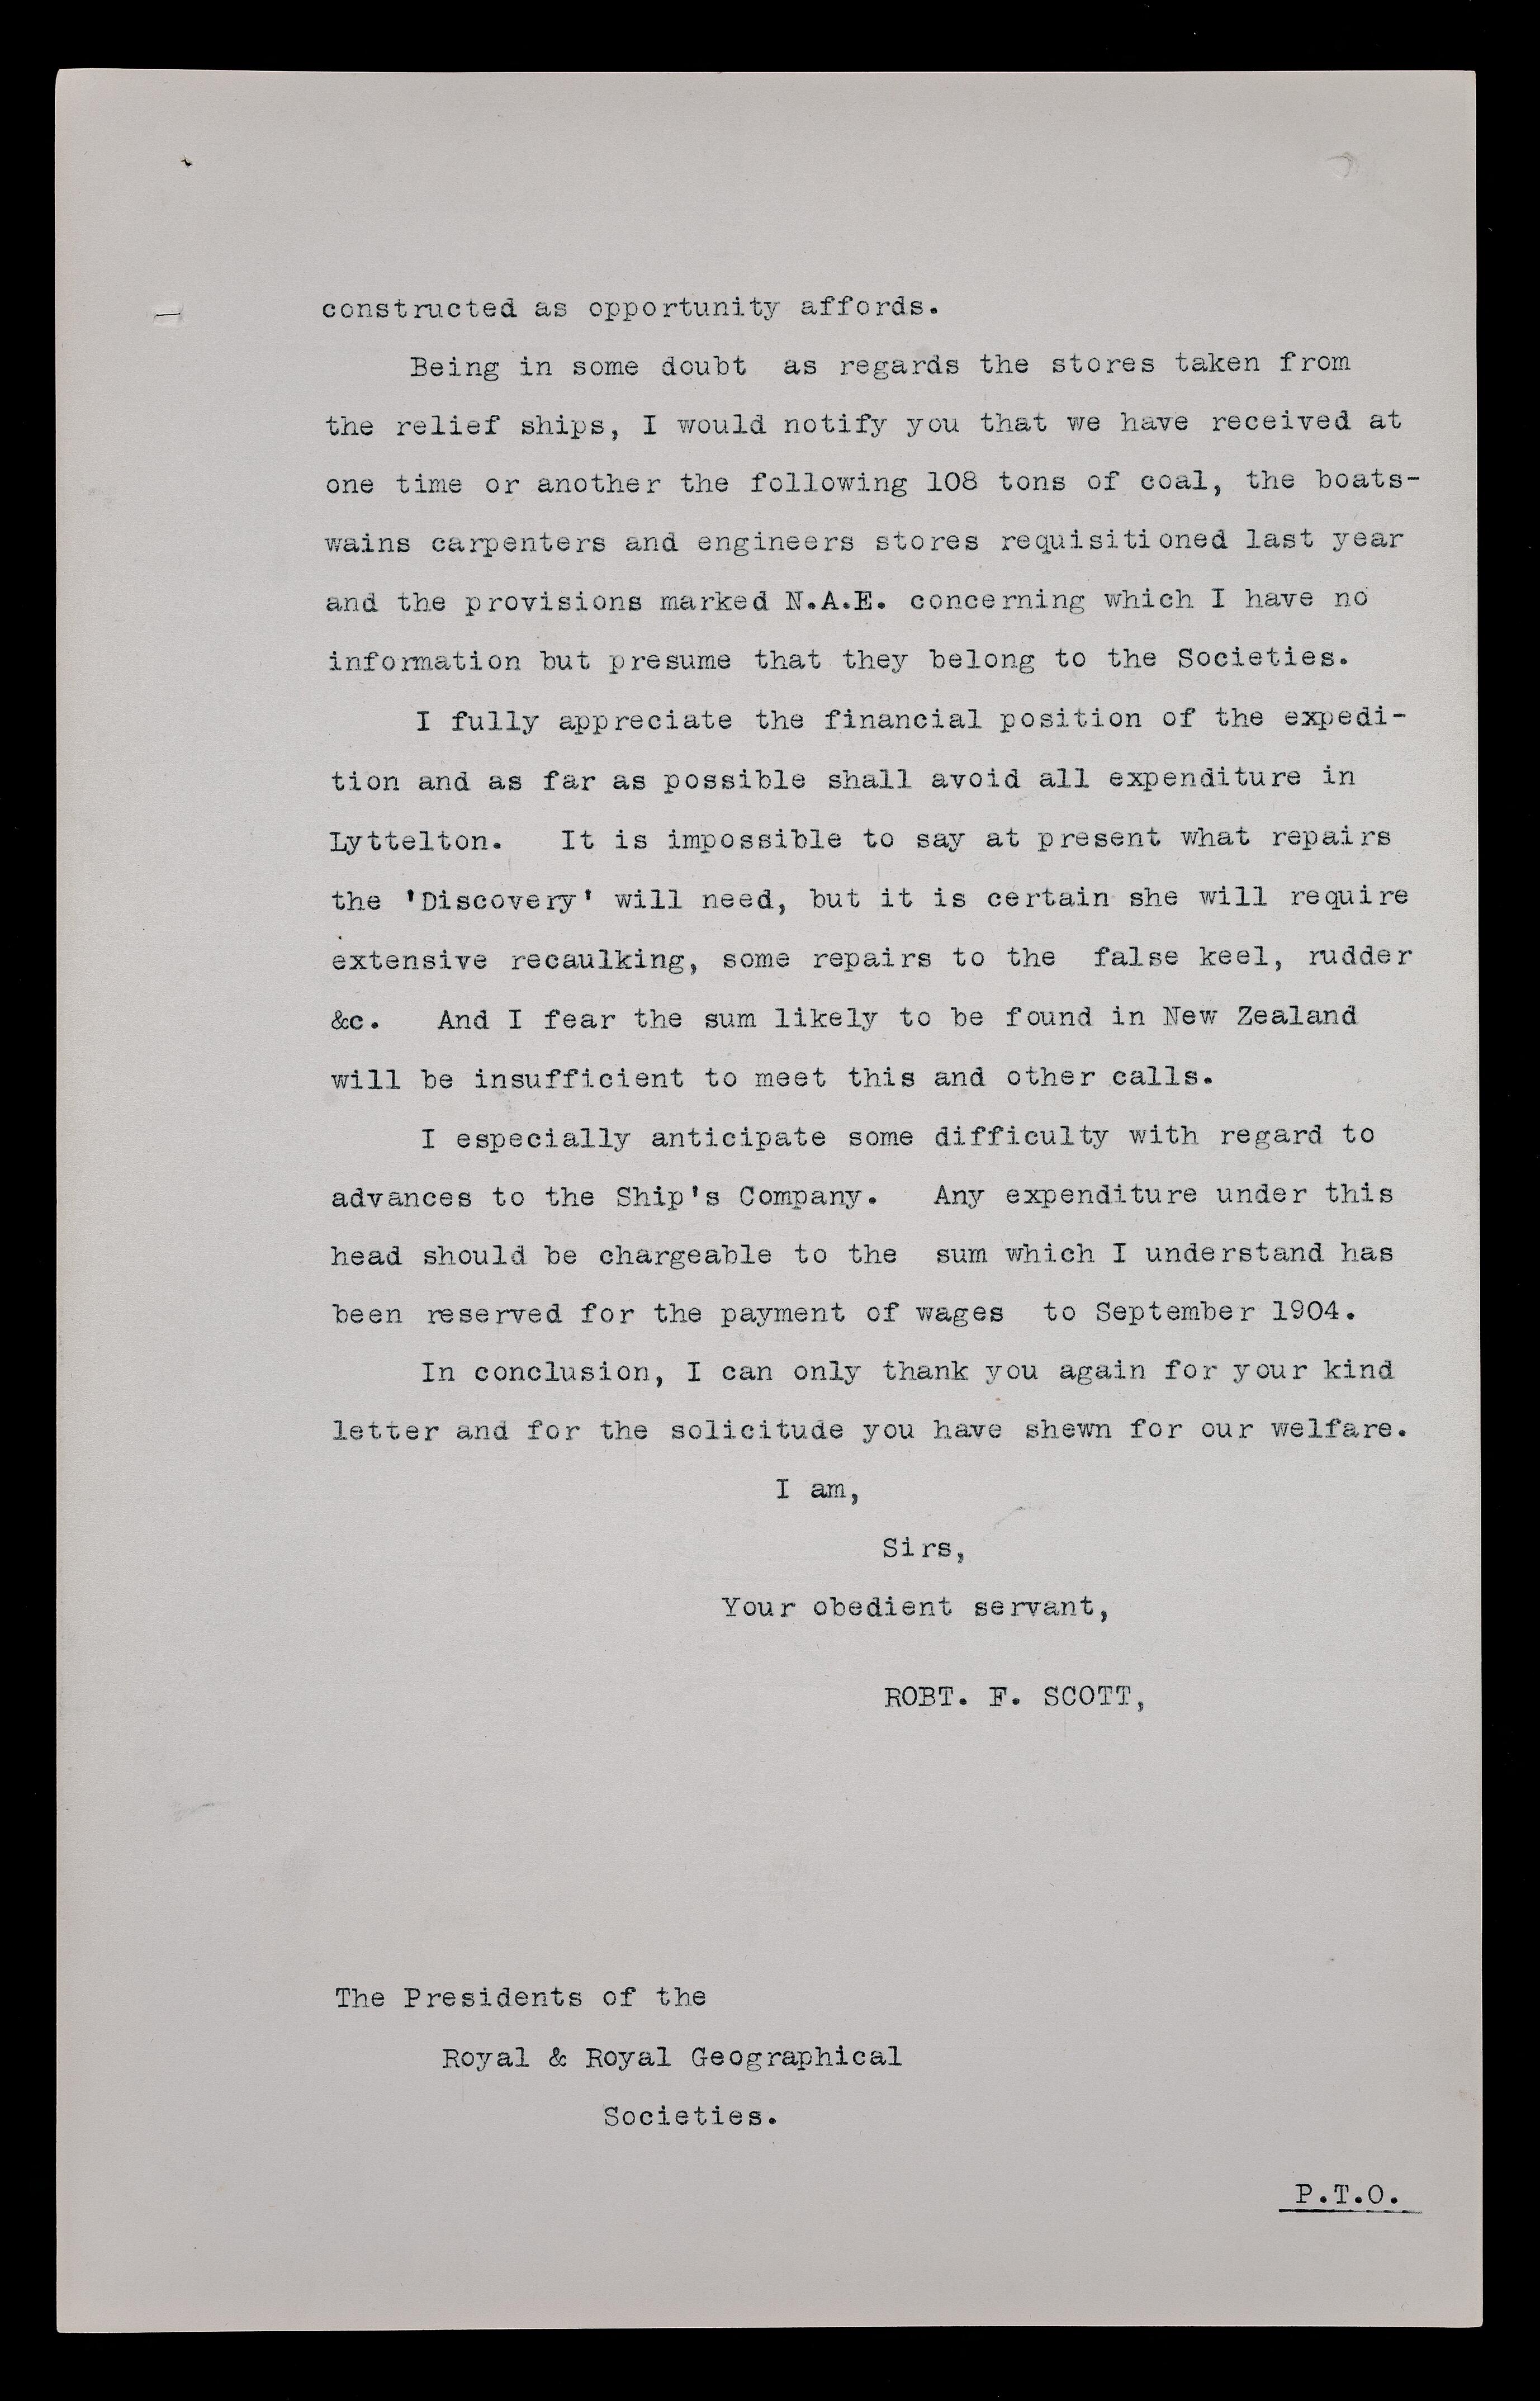 constructed as opportunity affords.
Being in some doubt as regards the stores taken from
the relief ships, I would notify you that we have received at
one time or another the following 108 tons of coal, the boats-
wains carpenters and engineers stores requisitioned last year
and the provisions marked N.A.E. concerning which I have no
information but presume that they belong to the Societies.
I fully appreciate the financial position of the expedi-
tion and as far as possible shall avoid all expenditure in
Lyttelton. It is impossible to say at present what repairs
the 'Discovery' will need, but it is certain she will require
extensive recaulking, some repairs to the false keel, rudder
&c. And I fear the sum likely to be found in New Zealand
will be insufficient to meet this and other calls.
I especially anticipate some difficulty with regard to
advances to the Ship's Company. Any expenditure under this
head should be chargeable to the sum which I understand has
been reserved for the payment of wages to September 1904.
In conclusion, I can only thank you again for your kind
letter and for the solicitude you have shewn for our welfare.
I am,
Sirs,
Your obedient servant,
ROBT. F. SCOTT,
The Presidents of the
Royal & Royal Geographical
Societies.
P.T.O.